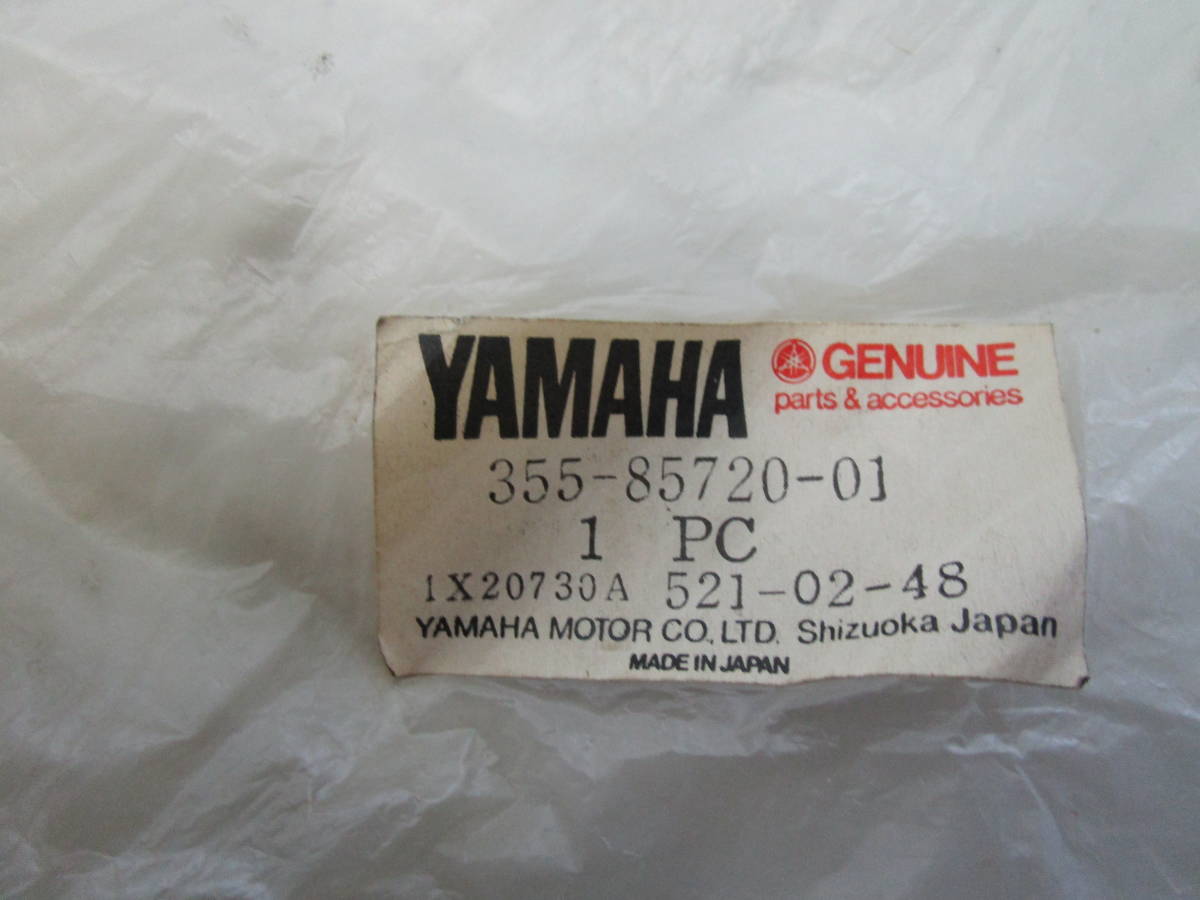 YAMAHA GENUINE
parts & accessories
355-85720-01
1 PC
1X20730A 521-02-48
YAMAHA MOTOR CO., LTD. Shizuoka Japan
MADE IN JAPAN